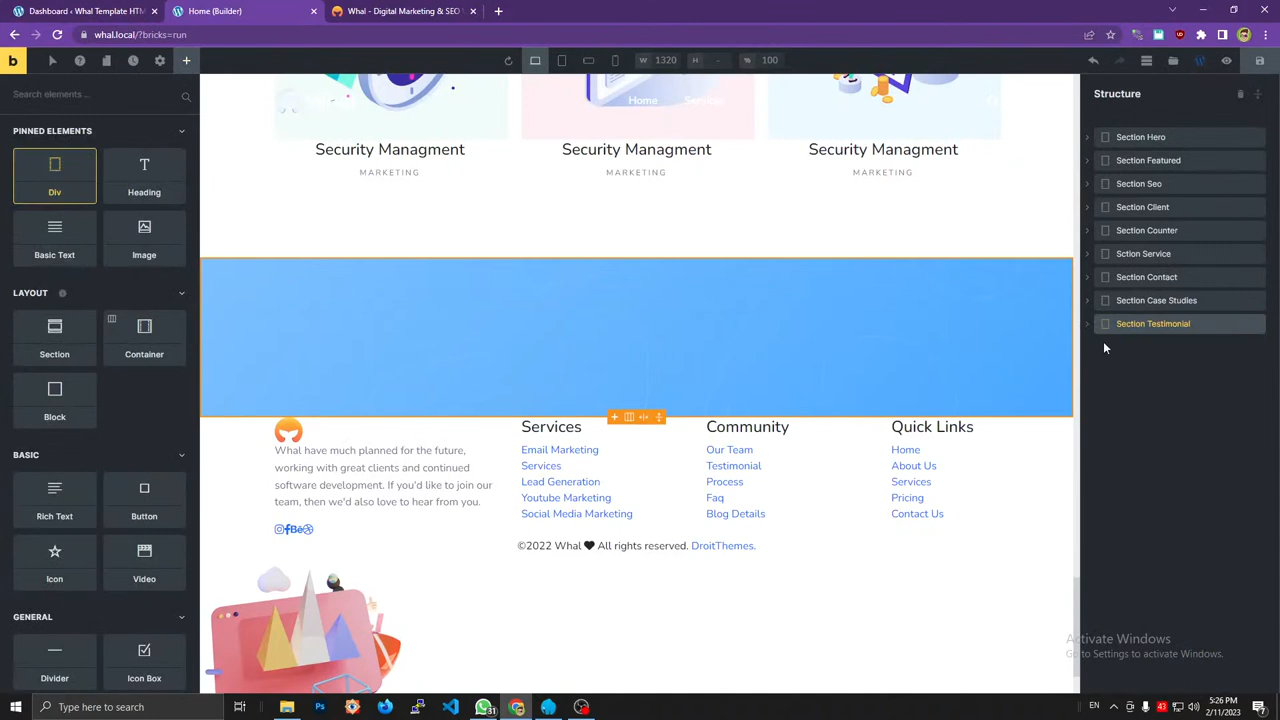 Dashboard ‹ Whal Template HTM
Home (Builder)
Whal - Digital Marketing & SEO
whal.local/?bricks=run
b
W 1320 H - % 100
Search elements ...
PINNED ELEMENTS
Div
Heading
Basic Text
Image
LAYOUT
Section
Container
Block
BASIC
Rich Text
Button
Icon
Video
GENERAL
Divider
Icon Box
Home
Security Managment
Security Managment
Security Managment
MARKETING
MARKETING
MARKETING
Whal have much planned for the future,
working with great clients and continued
software development. If you'd like to join our
team, then we'd also love to hear from you.
Services
Email Marketing
Services
Lead Generation
Youtube Marketing
Social Media Marketing
Community
Our Team
Testimonial
Process
Faq
Blog Details
Quick Links
Home
About Us
Services
Pricing
Contact Us
©2022 Whal ❤ All rights reserved. DroitThemes.
Structure
Section Hero
Section Featured
Section Seo
Section Client
Section Counter
Sction Service
Section Contact
Section Case Studies
Section Testimonial
Activate Windows
Go to Settings to activate Windows.
Type here to search
31
EN
43
5:26 PM
2/11/2023